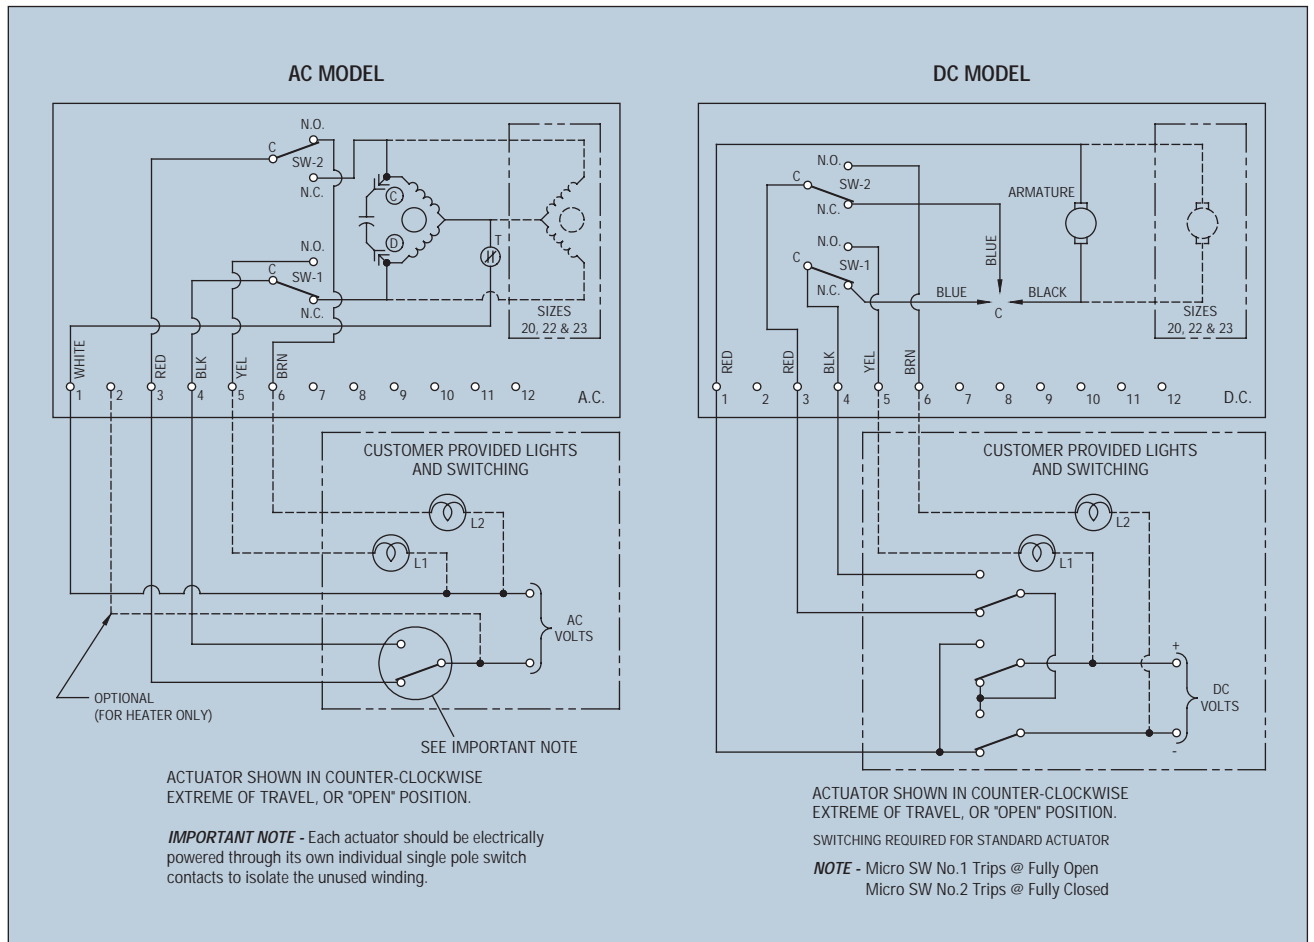 AC MODEL
N.O.
C
SW-2
N.C.
C
D
T
N.O.
C
SW-1
N.C.
SIZES
20, 22 & 23
WHITE
RED
BLK
YEL
BRN
1
2
3
4
5
6
7
8
9
10
11
12
A.C.
CUSTOMER PROVIDED LIGHTS
AND SWITCHING
L2
L1
AC
VOLTS
OPTIONAL
(FOR HEATER ONLY)
SEE IMPORTANT NOTE
ACTUATOR SHOWN IN COUNTER-CLOCKWISE
EXTREME OF TRAVEL, OR "OPEN" POSITION.
IMPORTANT NOTE - Each actuator should be electrically
powered through its own individual single pole switch
contacts to isolate the unused winding.
DC MODEL
N.O.
C
SW-2
N.C.
ARMATURE
N.O.
C
SW-1
N.C.
BLUE
BLUE
BLACK
C
SIZES
20, 22 & 23
RED
RED
BLK
YEL
BRN
1
2
3
4
5
6
7
8
9
10
11
12
D.C.
CUSTOMER PROVIDED LIGHTS
AND SWITCHING
L2
L1
+
DC
VOLTS
-
ACTUATOR SHOWN IN COUNTER-CLOCKWISE
EXTREME OF TRAVEL, OR "OPEN" POSITION.
SWITCHING REQUIRED FOR STANDARD ACTUATOR
NOTE - Micro SW No.1 Trips @ Fully Open
Micro SW No.2 Trips @ Fully Closed